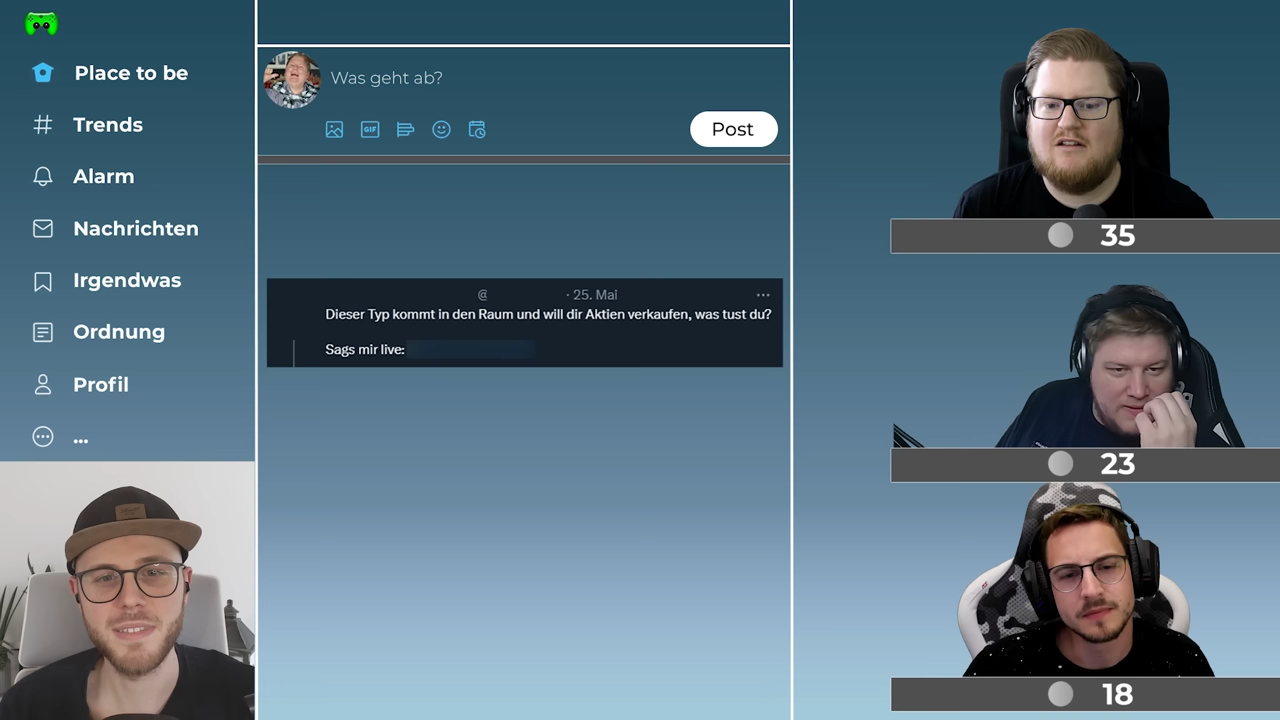 Place to be
Trends
Alarm
Nachrichten
Irgendwas
Ordnung
Profil
...
Was geht ab?
GIF
Post
@ · 25. Mai ...
Dieser Typ kommt in den Raum und will dir Aktien verkaufen, was tust du?
Sags mir live:
35
23
18